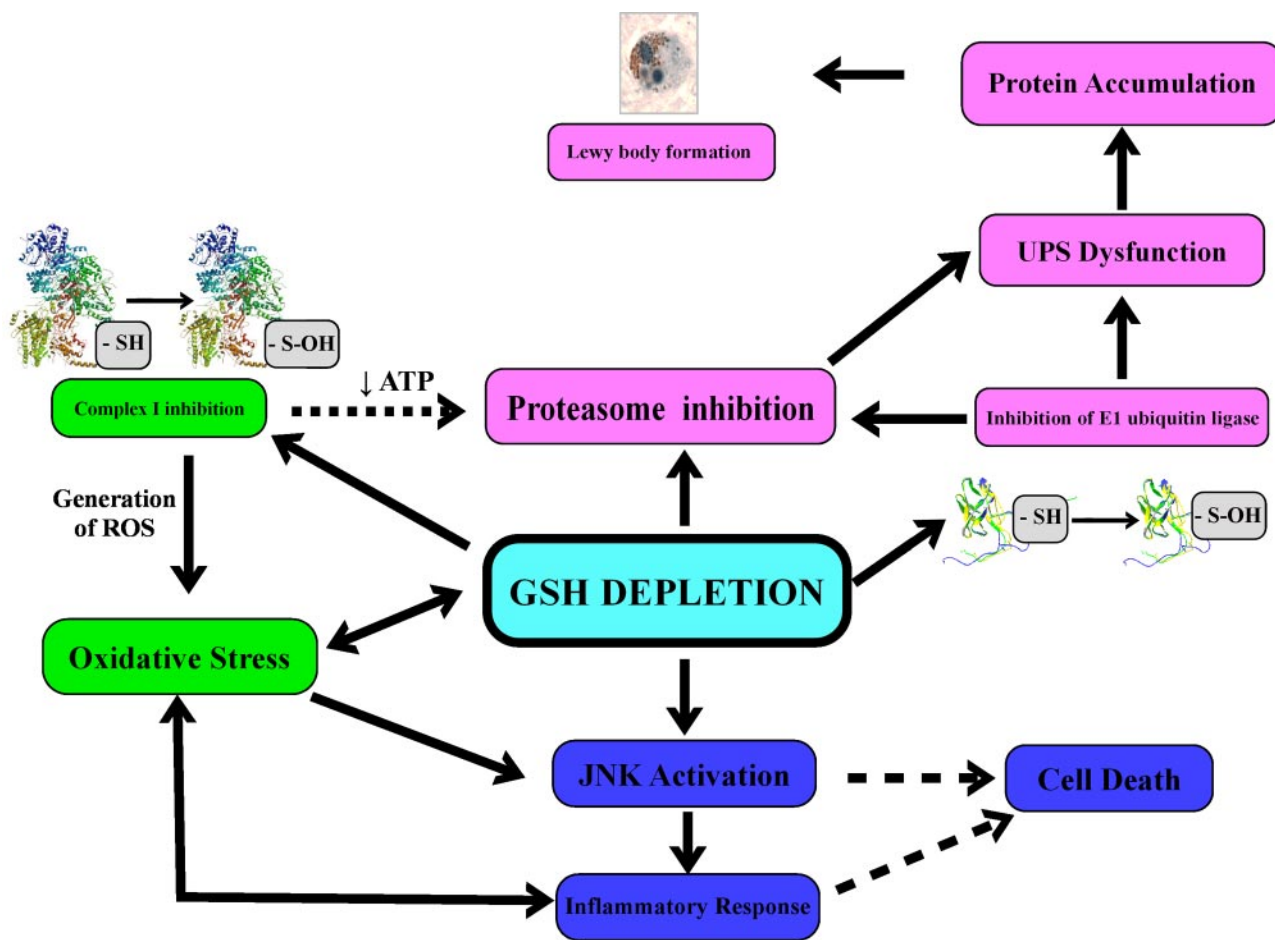 Protein Accumulation
Lewy body formation
UPS Dysfunction
- SH
- S-OH
↓ ATP
Complex I inhibition
Proteasome inhibition
Inhibition of E1 ubiquitin ligase
Generation
of ROS
- SH
- S-OH
GSH DEPLETION
Oxidative Stress
JNK Activation
Cell Death
Inflammatory Response